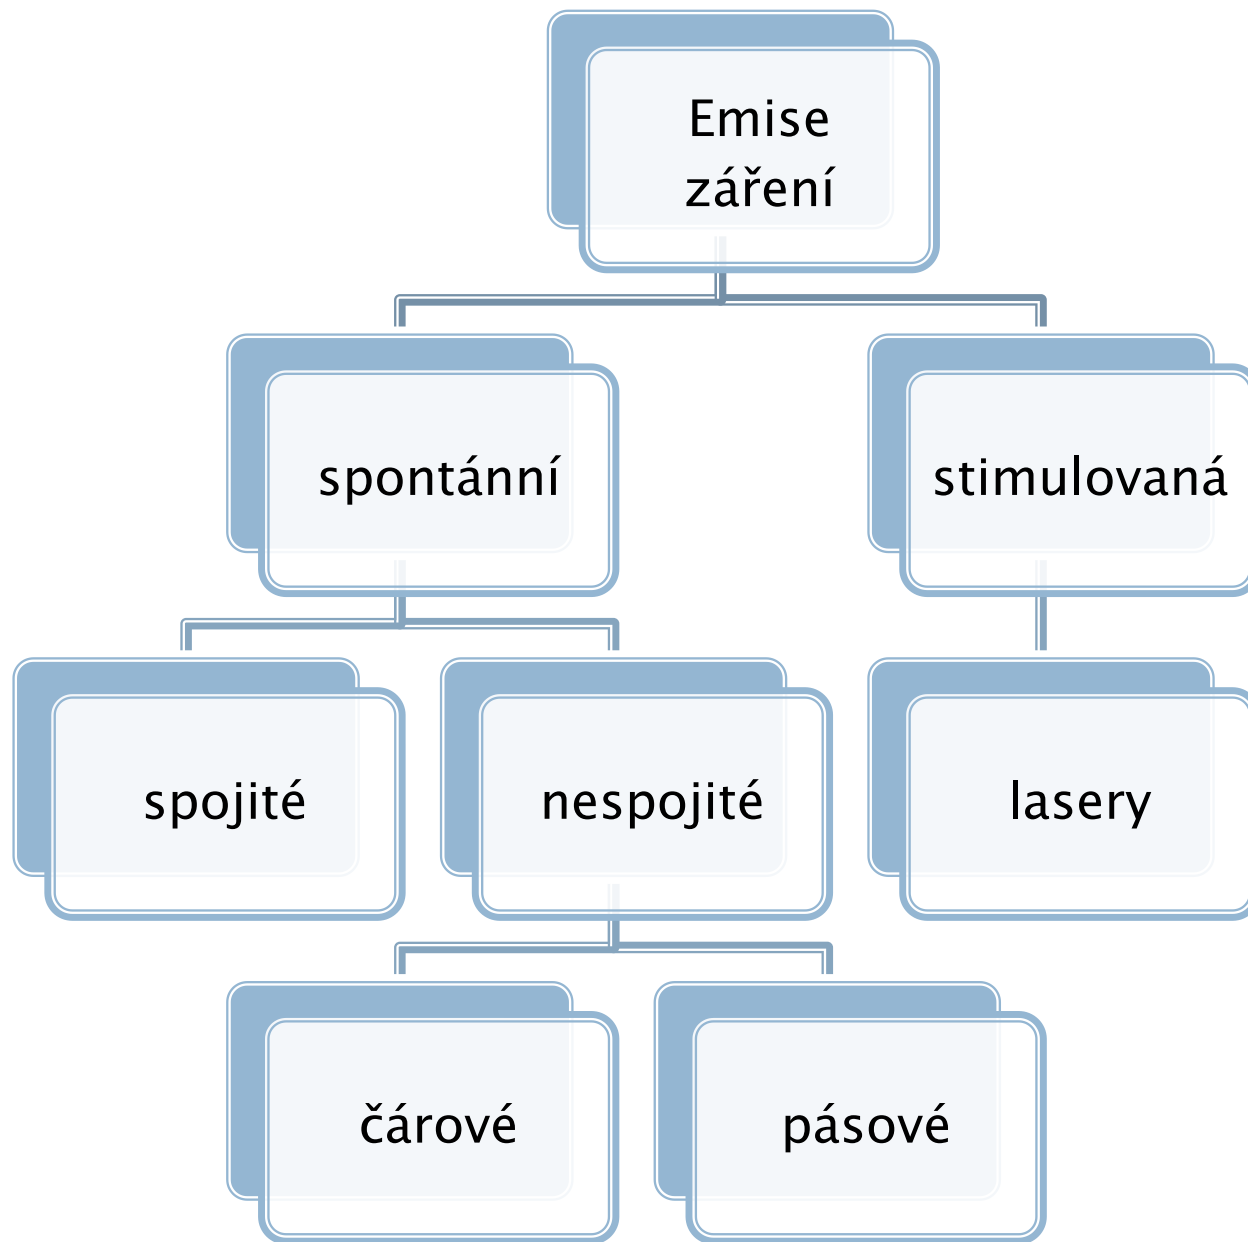 Emise
záření
spontánní
stimulovaná
spojité
nespojité
lasery
čárové
pásové